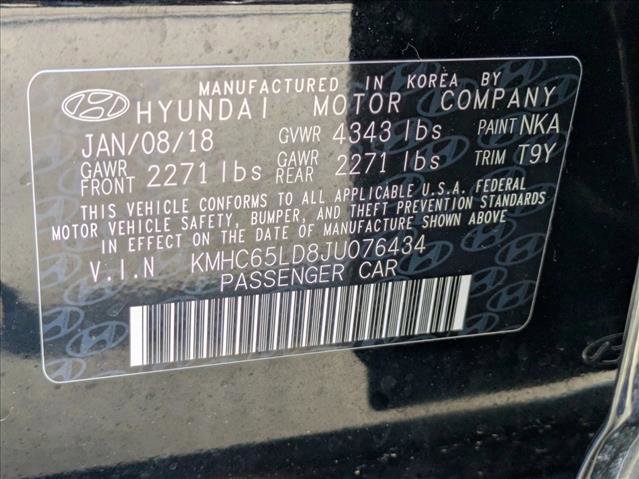 MANUFACTURED IN KOREA BY
HYUNDAI MOTOR COMPANY
JAN/08/18 GVWR 4343 lbs PAINT NKA
GAWR FRONT 2271 lbs GAWR REAR 2271 lbs TRIM T9Y
THIS VEHICLE CONFORMS TO ALL APPLICABLE U.S.A. FEDERAL
MOTOR VEHICLE SAFETY, BUMPER, AND THEFT PREVENTION STANDARDS
IN EFFECT ON THE DATE OF MANUFACTURE SHOWN ABOVE
V.I.N KMHC65LD8JU076434
PASSENGER CAR